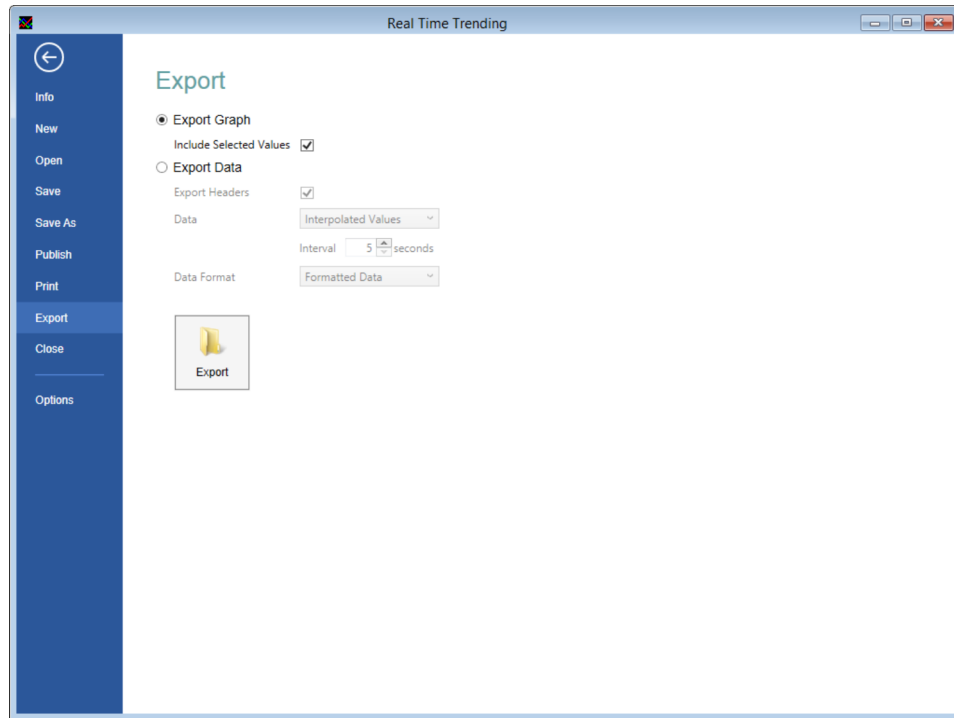 Real Time Trending
Info
New
Open
Save
Save As
Publish
Print
Export
Close
Options
Export
Export Graph
Include Selected Values
Export Data
Export Headers
Data Interpolated Values
Interval 5 seconds
Data Format Formatted Data
Export